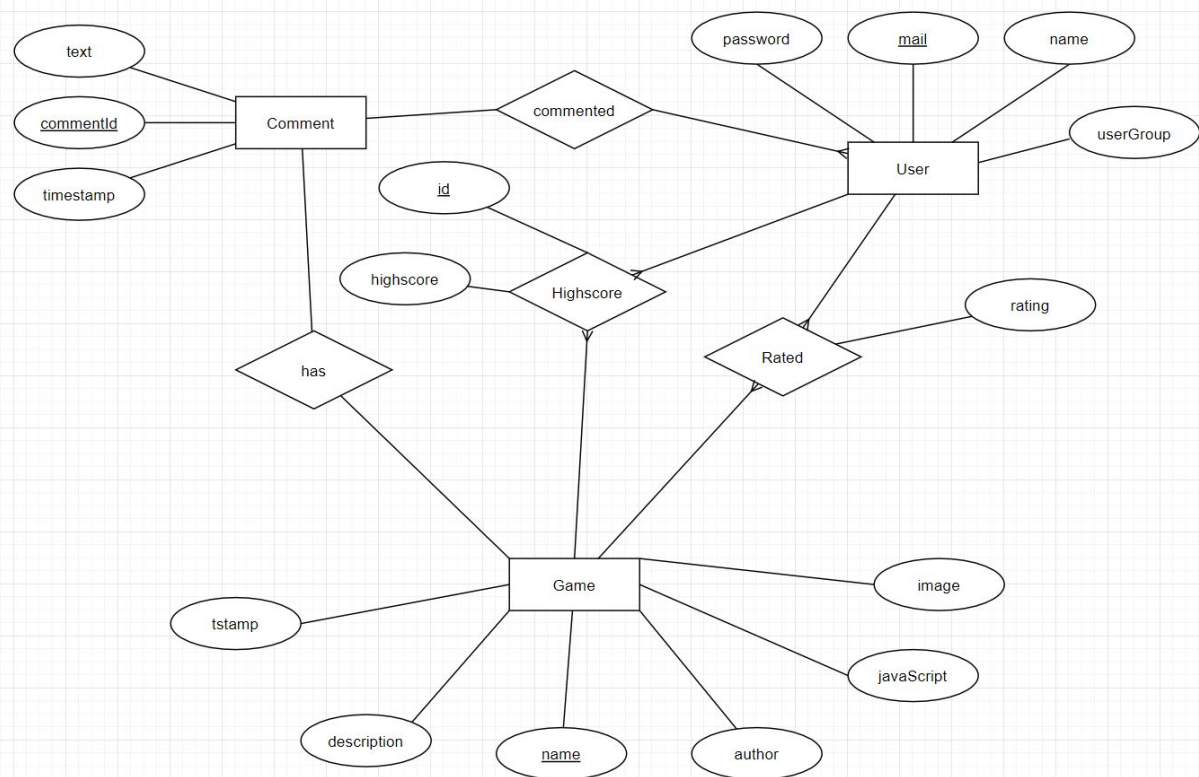 password
mail
name
text
commented
commentId
Comment
userGroup
User
id
timestamp
highscore
Highscore
rating
Rated
has
Game
image
tstamp
javaScript
description
name
author